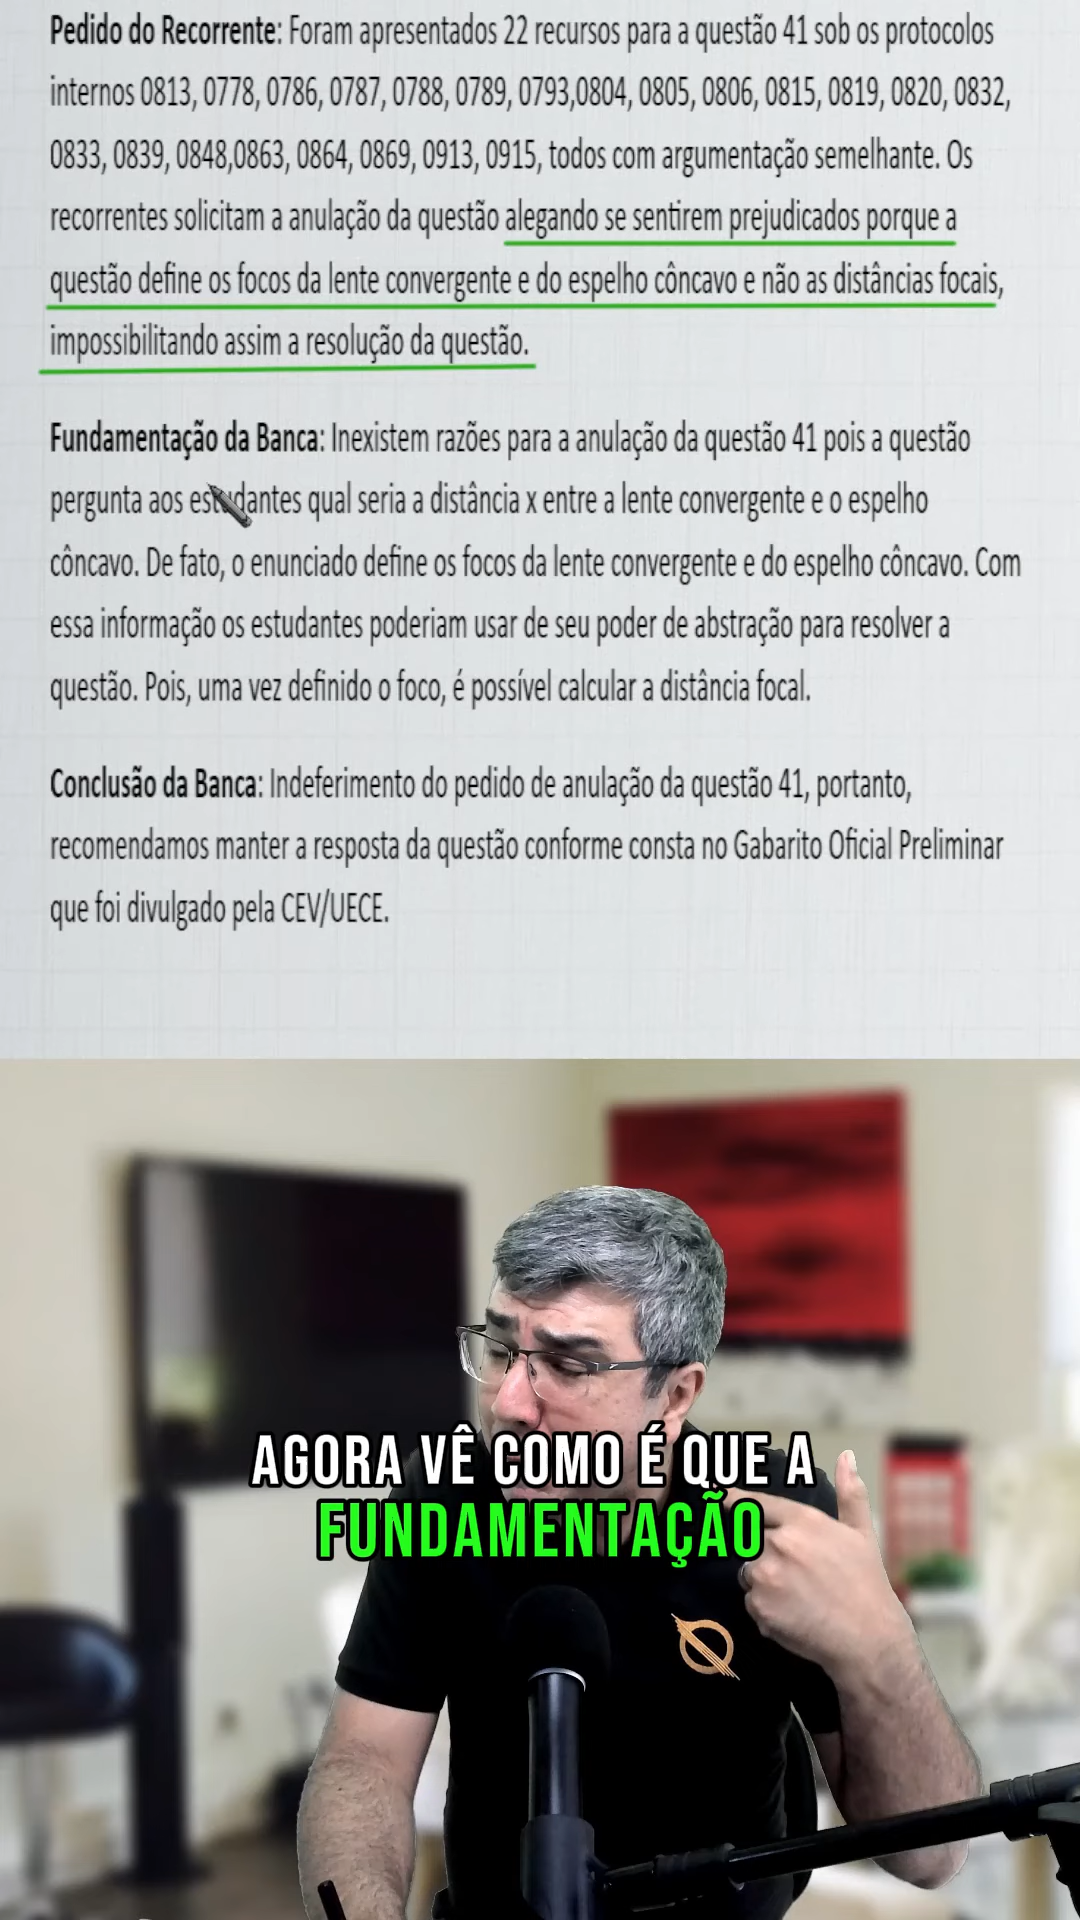 Pedido do Recorrente: Foram apresentados 22 recursos para a questão 41 sob os protocolos
internos 0813, 0778, 0786, 0787, 0788, 0789, 0793,0804, 0805, 0806, 0815, 0819, 0820, 0832,
0833, 0839, 0848,0863, 0864, 0869, 0913, 0915, todos com argumentação semelhante. Os
recorrentes solicitam a anulação da questão alegando se sentirem prejudicados porque a
questão define os focos da lente convergente e do espelho côncavo e não as distâncias focais,
impossibilitando assim a resolução da questão.
Fundamentação da Banca: Inexistem razões para a anulação da questão 41 pois a questão
pergunta aos estudantes qual seria a distância x entre a lente convergente e o espelho
côncavo. De fato, o enunciado define os focos da lente convergente e do espelho côncavo. Com
essa informação os estudantes poderiam usar de seu poder de abstração para resolver a
questão. Pois, uma vez definido o foco, é possível calcular a distância focal.
Conclusão da Banca: Indeferimento do pedido de anulação da questão 41, portanto,
recomendamos manter a resposta da questão conforme consta no Gabarito Oficial Preliminar
que foi divulgado pela CEV/UECE.
AGORA VÊ COMO É QUE A
FUNDAMENTAÇÃO